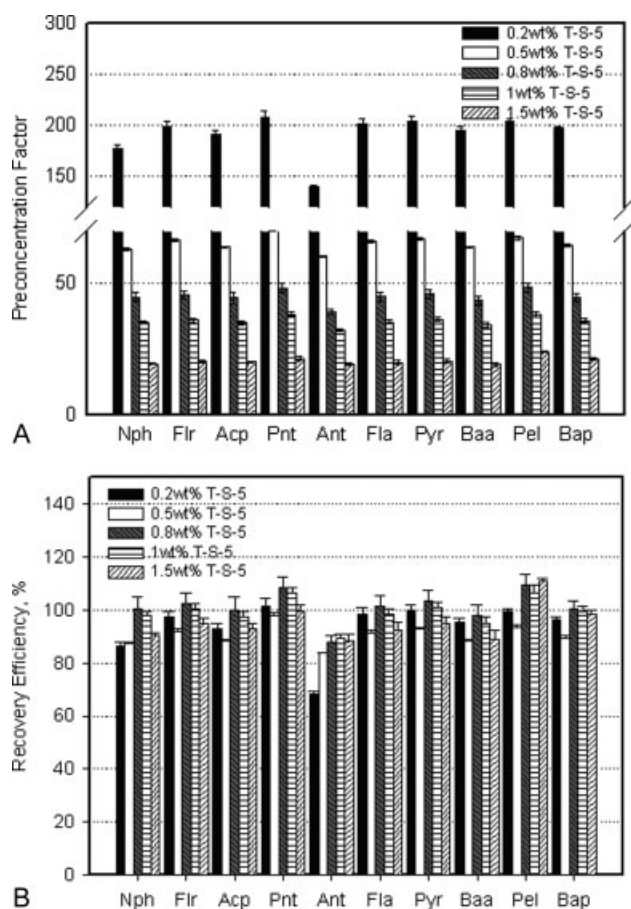 300
250
200
150
50
0
Preconcentration Factor
0.2wt% T-S-5
0.5wt% T-S-5
0.8wt% T-S-5
1wt% T-S-5
1.5wt% T-S-5
A
Nph Flr Acp Pnt Ant Fla Pyr Baa Pel Bap
140
120
100
80
60
40
20
0
Recovery Efficiency, %
0.2wt% T-S-5
0.5wt% T-S-5
0.8wt% T-S-5
1wt% T-S-5
1.5wt% T-S-5
B
Nph Flr Acp Pnt Ant Fla Pyr Baa Pel Bap